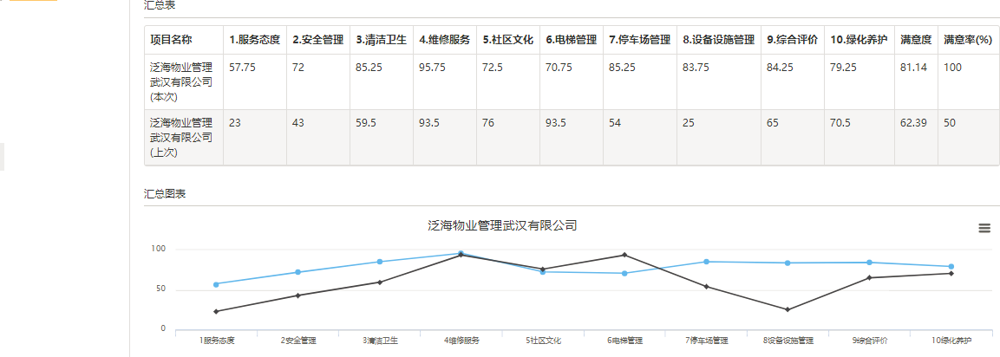 汇总表
项目名称 1.服务态度 2.安全管理 3.清洁卫生 4.维修服务 5.社区文化 6.电梯管理 7.停车场管理 8.设备设施管理 9.综合评价 10.绿化养护 满意度 满意率(%)
泛海物业管理
武汉有限公司
(本次) 57.75 72 85.25 95.75 72.5 70.75 85.25 83.75 84.25 79.25 81.14 100
泛海物业管理
武汉有限公司
(上次) 23 43 59.5 93.5 76 93.5 54 25 65 70.5 62.39 50
汇总图表
泛海物业管理武汉有限公司
100
50
0
1服务态度 2安全管理 3清洁卫生 4维修服务 5社区文化 6电梯管理 7停车场管理 8设备设施管理 9综合评价 10绿化养护